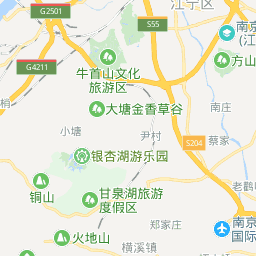 G2501
江宁区
S55
南京
(江
牛首山文化
旅游区
G4211
方山
梢
大塘金香草谷
南庄
小塘
尹村
S204
蔡家
银杏湖游乐园
老鹳
铜山
甘泉湖旅游
度假区
郑家庄
南京
国际
火地山
横溪镇